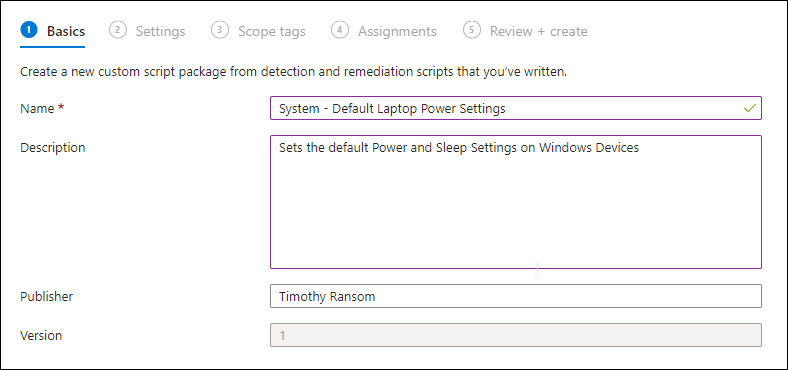 1 Basics 2 Settings 3 Scope tags 4 Assignments 5 Review + create
Create a new custom script package from detection and remediation scripts that you've written.
Name * System - Default Laptop Power Settings
Description Sets the default Power and Sleep Settings on Windows Devices
Publisher Timothy Ransom
Version 1